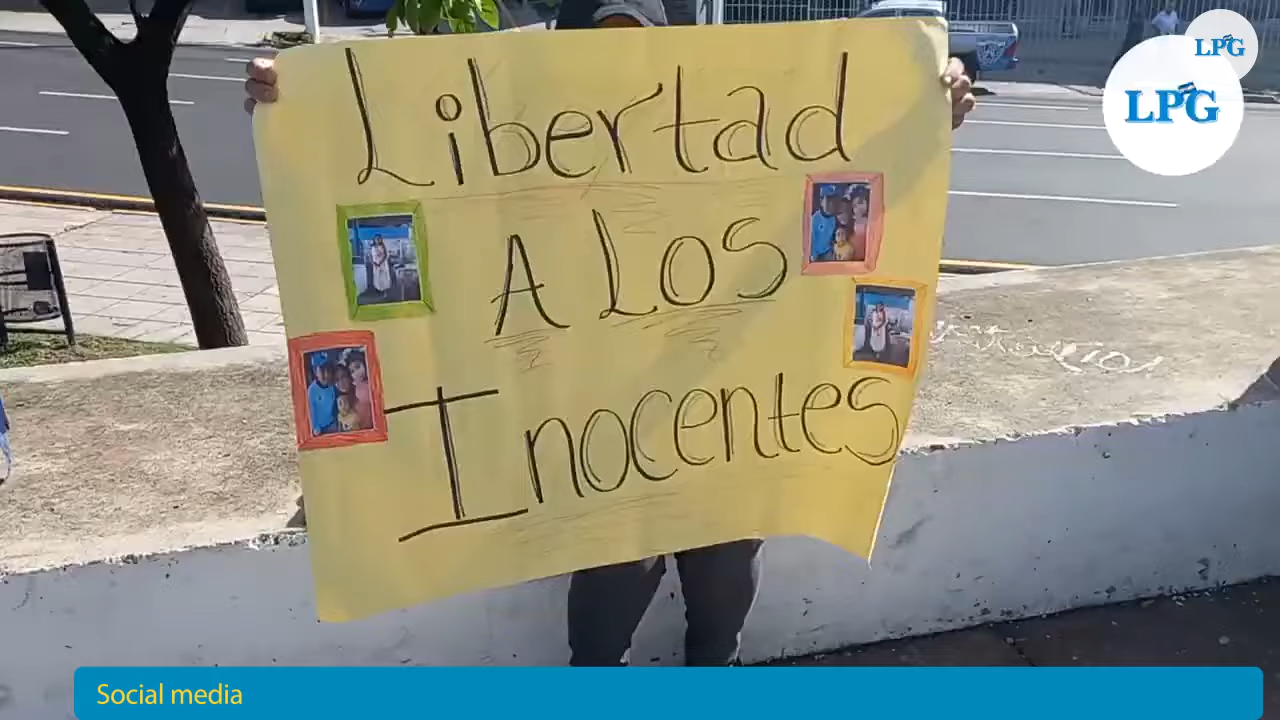 LPG
LPG
Libertad
A Los
Inocentes
Social media